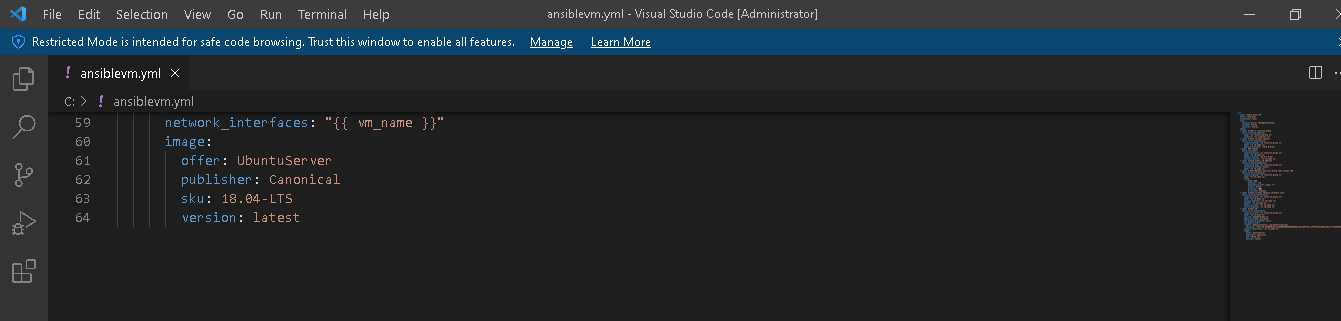 File Edit Selection View Go Run Terminal Help ansiblevm.yml - Visual Studio Code [Administrator]
Restricted Mode is intended for safe code browsing. Trust this window to enable all features. Manage Learn More
! ansiblevm.yml ×
C: > ! ansiblevm.yml
59 network_interfaces: "{{ vm_name }}"
60 image:
61 offer: UbuntuServer
62 publisher: Canonical
63 sku: 18.04-LTS
64 version: latest